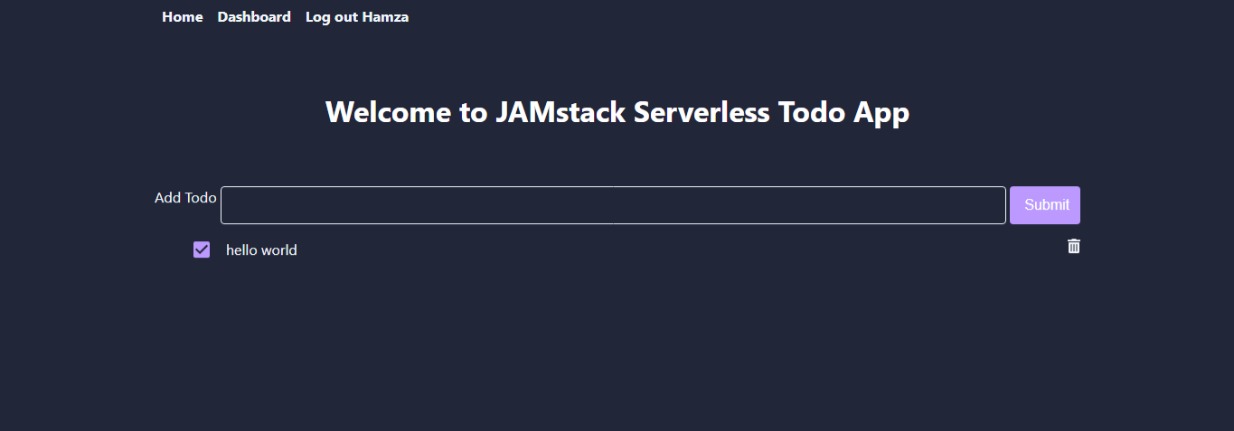 Home Dashboard Log out Hamza
Welcome to JAMstack Serverless Todo App
Add Todo Submit
hello world